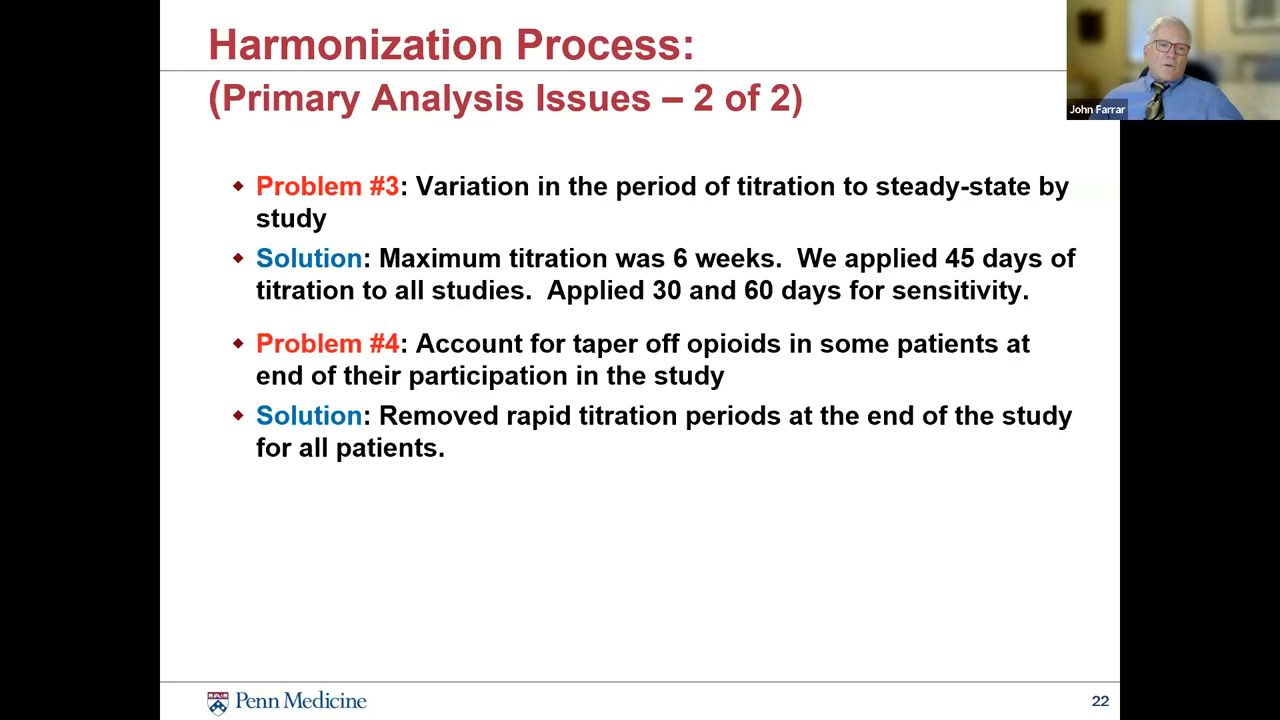 Harmonization Process:
(Primary Analysis Issues – 2 of 2)
John Farrar
Problem #3: Variation in the period of titration to steady-state by
study
Solution: Maximum titration was 6 weeks.  We applied 45 days of
titration to all studies.  Applied 30 and 60 days for sensitivity.
Problem #4: Account for taper off opioids in some patients at
end of their participation in the study
Solution: Removed rapid titration periods at the end of the study
for all patients.
Penn Medicine
22